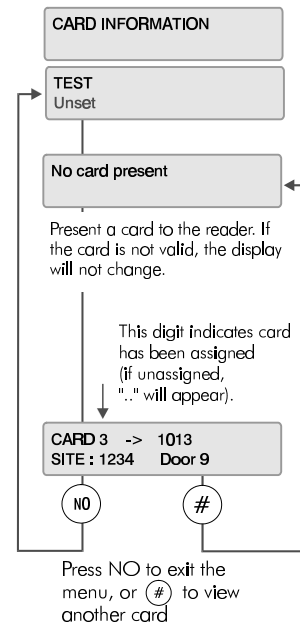 CARD INFORMATION
TEST
Unset
No card present
Present a card to the reader. If
the card is not valid, the display
will not change.
This digit indicates card
has been assigned
(if unassigned,
".." will appear).
CARD 3 -> 1013
SITE : 1234 Door 9
NO
#
Press NO to exit the
menu, or # to view
another card